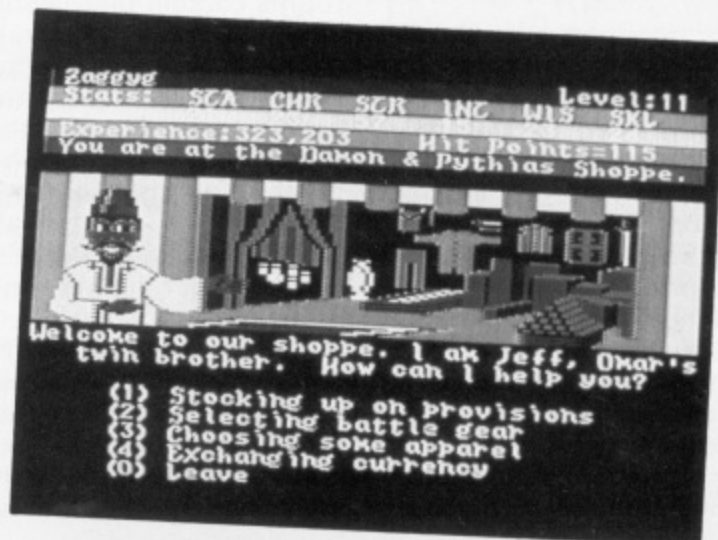 Zaggyg
Level:11
Stats: STA CHR STR INT WIS SKL
Experience:323,203 Hit Points=115
You are at the Damon & Pythias Shoppe.
Welcome to our shoppe. I am Jeff, Omar's
twin brother. How can I help you?
(1) Stocking up on provisions
(2) Selecting battle gear
(3) Choosing some apparel
(4) Exchanging currency
(0) Leave